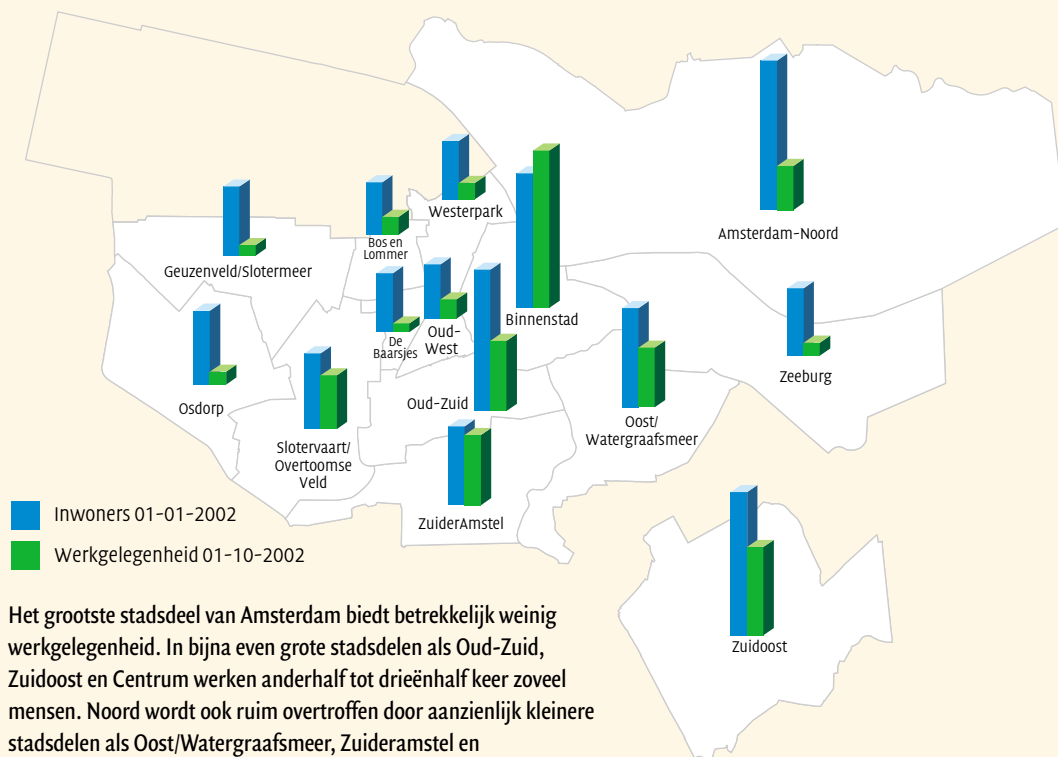 Westerpark
Amsterdam-Noord
Bos en
Lommer
Geuzenveld/Slotermeer
Binnenstad
De
Baarsjes
Oud-
West
Zeeburg
Osdorp
Oud-Zuid
Oost/
Watergraafsmeer
Slotervaart/
Overtoomse
Veld
ZuiderAmstel
Inwoners 01-01-2002
Werkgelegenheid 01-10-2002
Zuidoost
Het grootste stadsdeel van Amsterdam biedt betrekkelijk weinig
werkgelegenheid. In bijna even grote stadsdelen als Oud-Zuid,
Zuidoost en Centrum werken anderhalf tot drieënhalf keer zoveel
mensen. Noord wordt ook ruim overtroffen door aanzienlijk kleinere
stadsdelen als Oost/Watergraafsmeer, Zuideramstel en